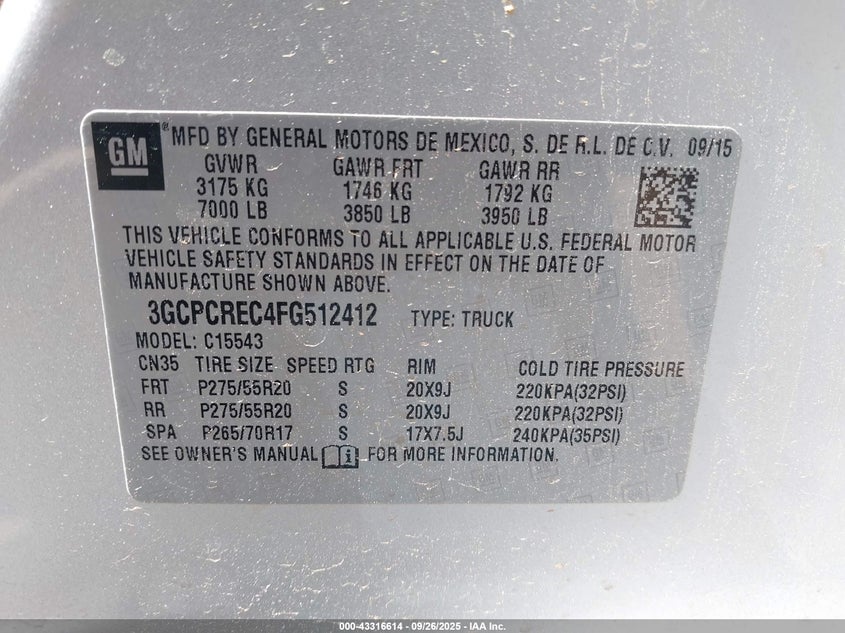 GM ® MFD BY GENERAL MOTORS DE MEXICO, S. DE R.L. DE C.V. 09/15
GVWR GAWR FRT GAWR RR
3175 KG 1746 KG 1792 KG
7000 LB 3850 LB 3950 LB
THIS VEHICLE CONFORMS TO ALL APPLICABLE U.S. FEDERAL MOTOR
VEHICLE SAFETY STANDARDS IN EFFECT ON THE DATE OF
MANUFACTURE SHOWN ABOVE.
3GCPCREC4FG512412 TYPE: TRUCK
MODEL: C15543
CN35 TIRE SIZE SPEED RTG RIM COLD TIRE PRESSURE
FRT P275/55R20 S 20X9J 220KPA(32PSI)
RR P275/55R20 S 20X9J 220KPA(32PSI)
SPA P265/70R17 S 17X7.5J 240KPA(35PSI)
SEE OWNER'S MANUAL i FOR MORE INFORMATION.
000-43316614 | 09/26/2025 - IAA Inc.